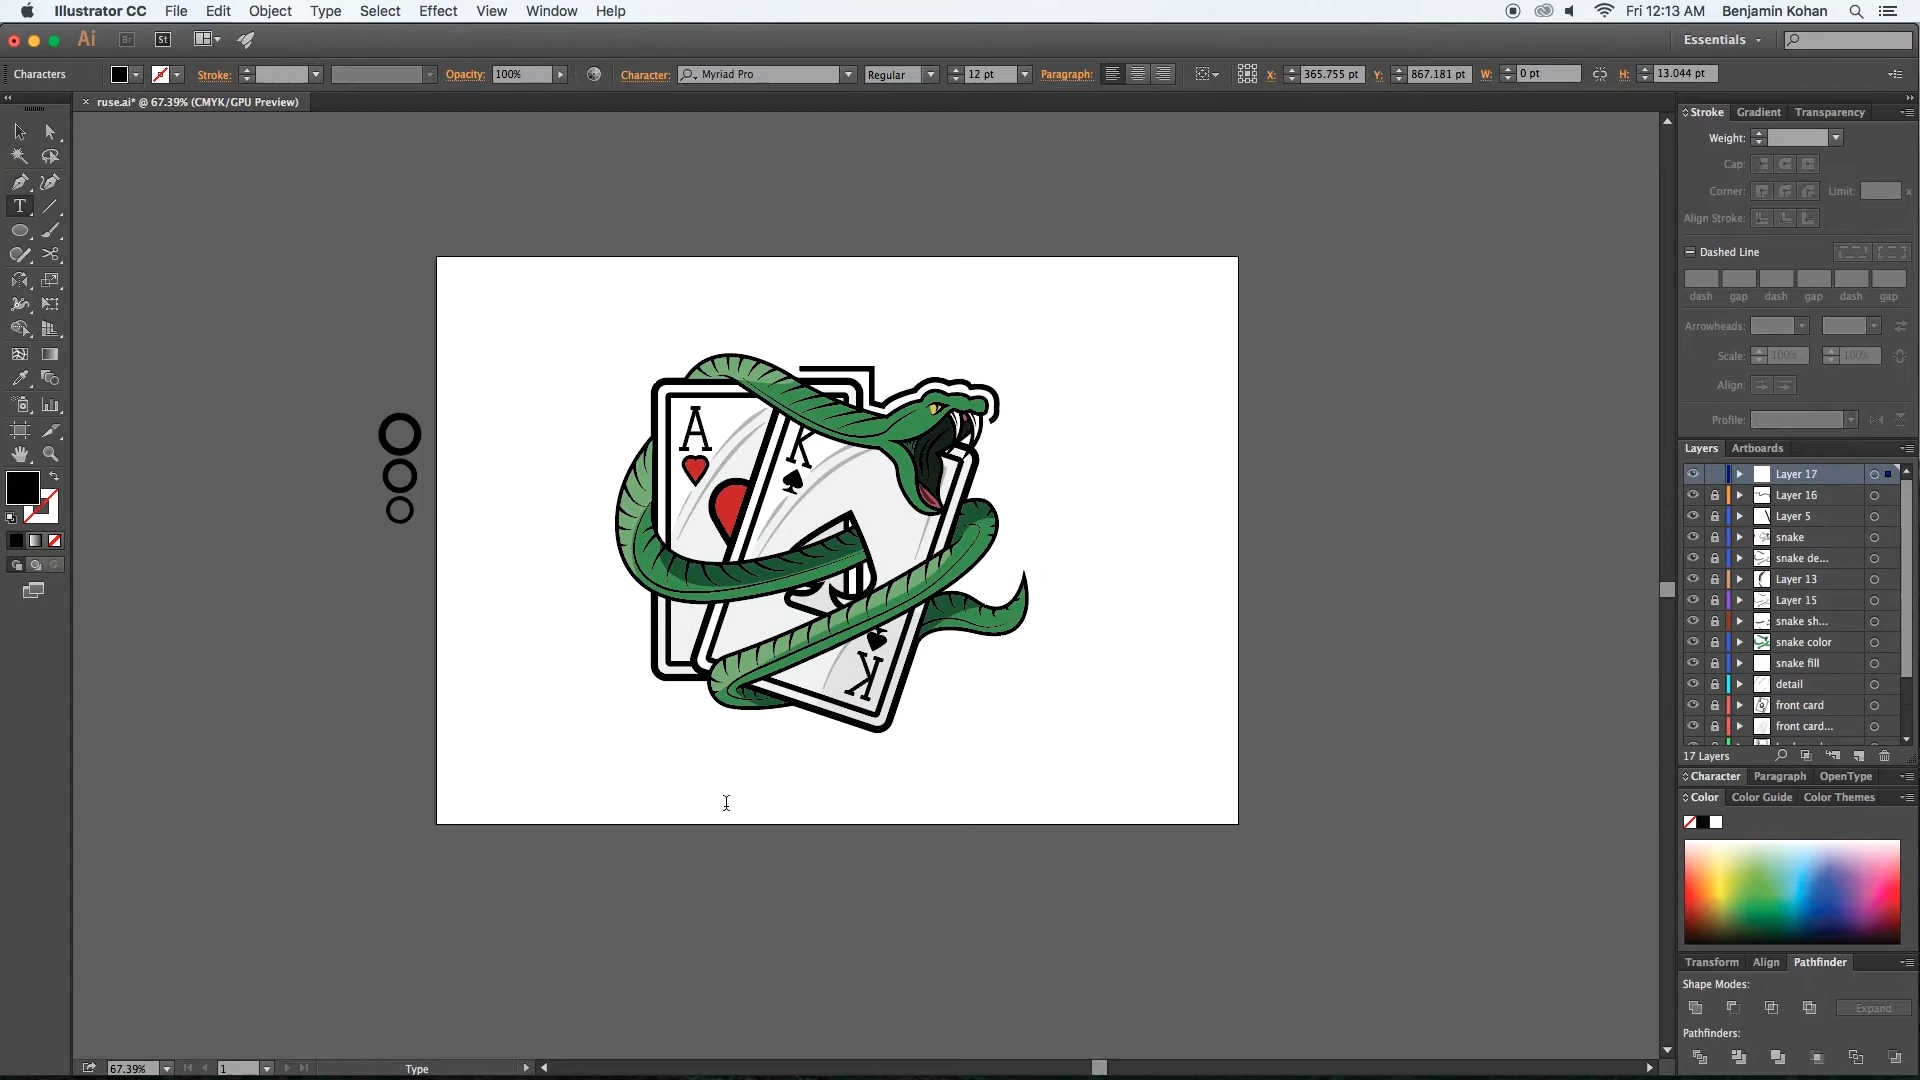 Illustrator CC File Edit Object Type Select Effect View Window Help Fri 12:13 AM Benjamin Kohan
Ai Br St Essentials
Characters Stroke: Opacity: 100% Character: Myriad Pro Regular 12 pt Paragraph: X: 365.755 pt Y: 867.181 pt W: 0 pt H: 13.044 pt
× ruse.ai* @ 67.39% (CMYK/GPU Preview)
Stroke Gradient Transparency
Weight:
Cap:
Corner: Limit: x
Align Stroke:
Dashed Line
dash gap dash gap dash gap
Arrowheads:
Scale: 100% 100%
Align:
Profile:
Layers Artboards
Layer 17
Layer 16
Layer 5
snake
snake de...
Layer 13
Layer 15
snake sh...
snake color
snake fill
detail
front card
front card...
17 Layers
Character Paragraph OpenType
Color Color Guide Color Themes
Transform Align Pathfinder
Shape Modes:
Expand
Pathfinders:
T
A
K
K
67.39% 1 Type